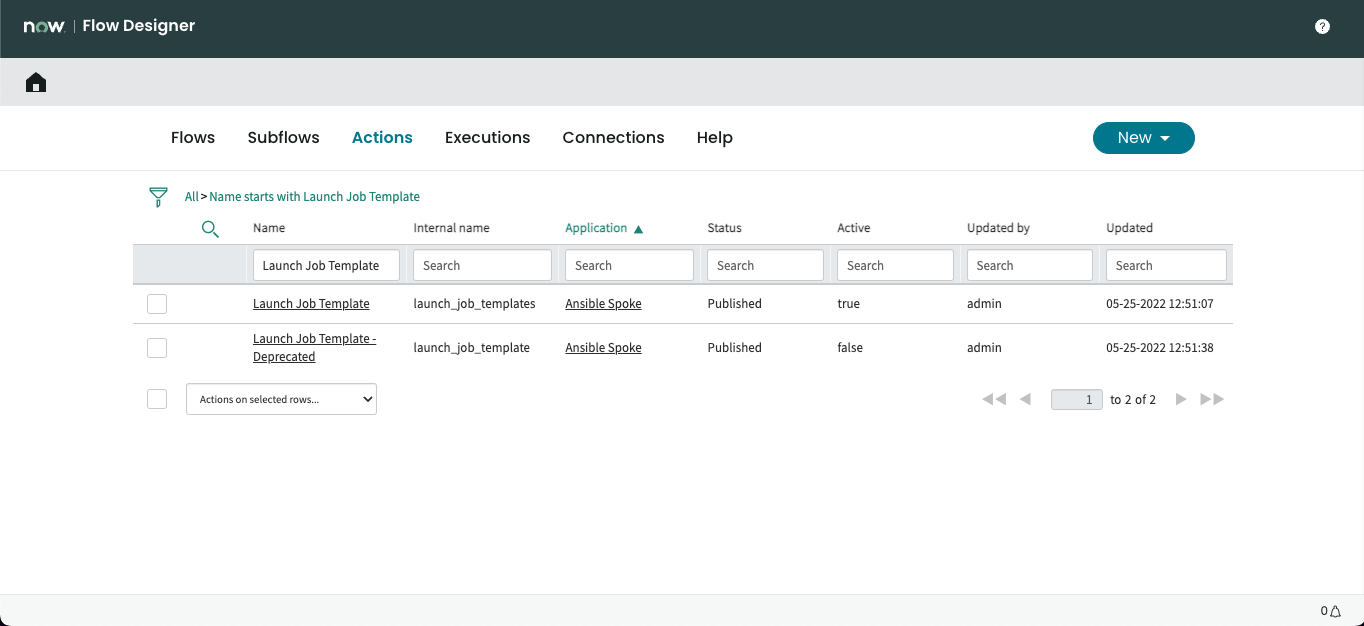 now | Flow Designer
?
Flows Subflows Actions Executions Connections Help New
All > Name starts with Launch Job Template
Name Internal name Application ▲ Status Active Updated by Updated
Launch Job Template Search Search Search Search Search Search
Launch Job Template launch_job_templates Ansible Spoke Published true admin 05-25-2022 12:51:07
Launch Job Template -
Deprecated launch_job_template Ansible Spoke Published false admin 05-25-2022 12:51:38
Actions on selected rows... 1 to 2 of 2
0